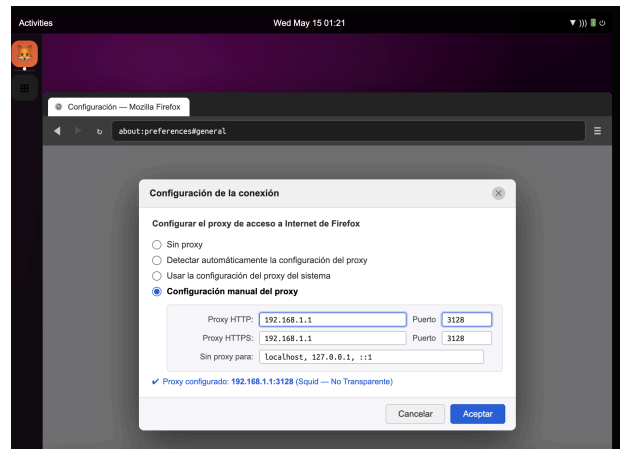 Activities
Wed May 15 01:21
Configuración — Mozilla Firefox
about:preferences#general
Configuración de la conexión
Configurar el proxy de acceso a Internet de Firefox
Sin proxy
Detectar automáticamente la configuración del proxy
Usar la configuración del proxy del sistema
Configuración manual del proxy
Proxy HTTP: 192.168.1.1 Puerto 3128
Proxy HTTPS: 192.168.1.1 Puerto 3128
Sin proxy para: localhost, 127.0.0.1, ::1
✔ Proxy configurado: 192.168.1.1:3128 (Squid — No Transparente)
Cancelar Aceptar